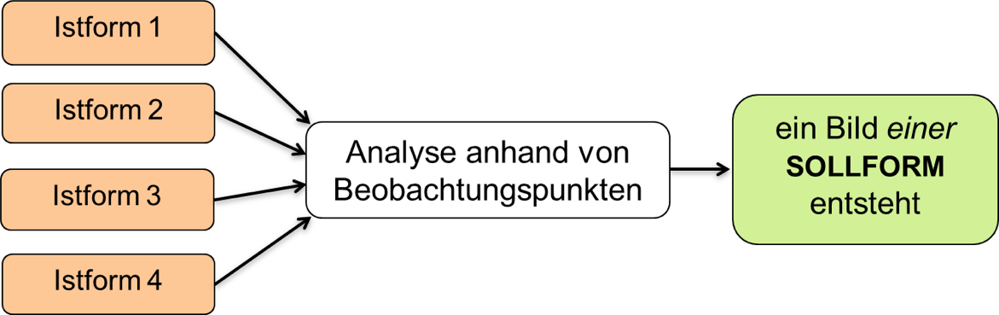 Istform 1
Istform 2
Istform 3
Istform 4
Analyse anhand von
Beobachtungspunkten
ein Bild einer
SOLLFORM
entsteht